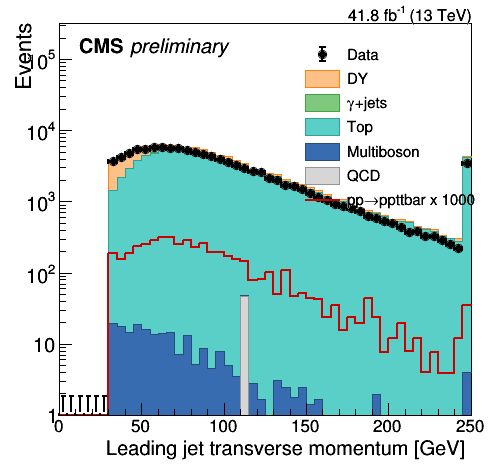 41.8 fb⁻¹ (13 TeV)
CMS preliminary
Events
Data
DY
γ+jets
Top
Multiboson
QCD
pp→ppttbar x 1000
10⁵
10⁴
10³
10²
10
1
0 50 100 150 200 250
Leading jet transverse momentum [GeV]